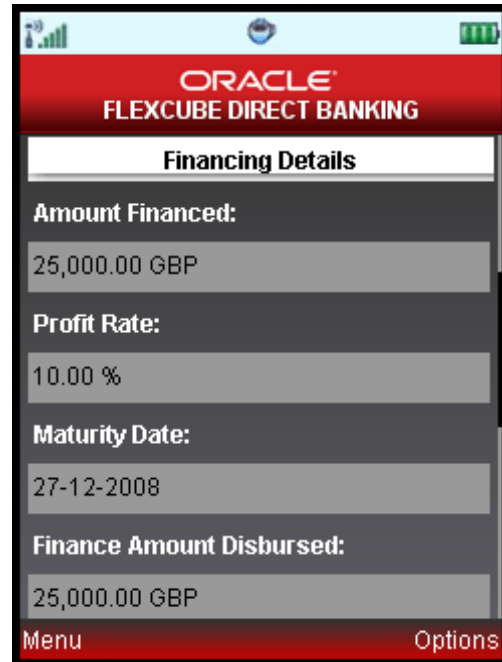 ORACLE
FLEXCUBE DIRECT BANKING
Financing Details
Amount Financed:
25,000.00 GBP
Profit Rate:
10.00 %
Maturity Date:
27-12-2008
Finance Amount Disbursed:
25,000.00 GBP
Menu Options